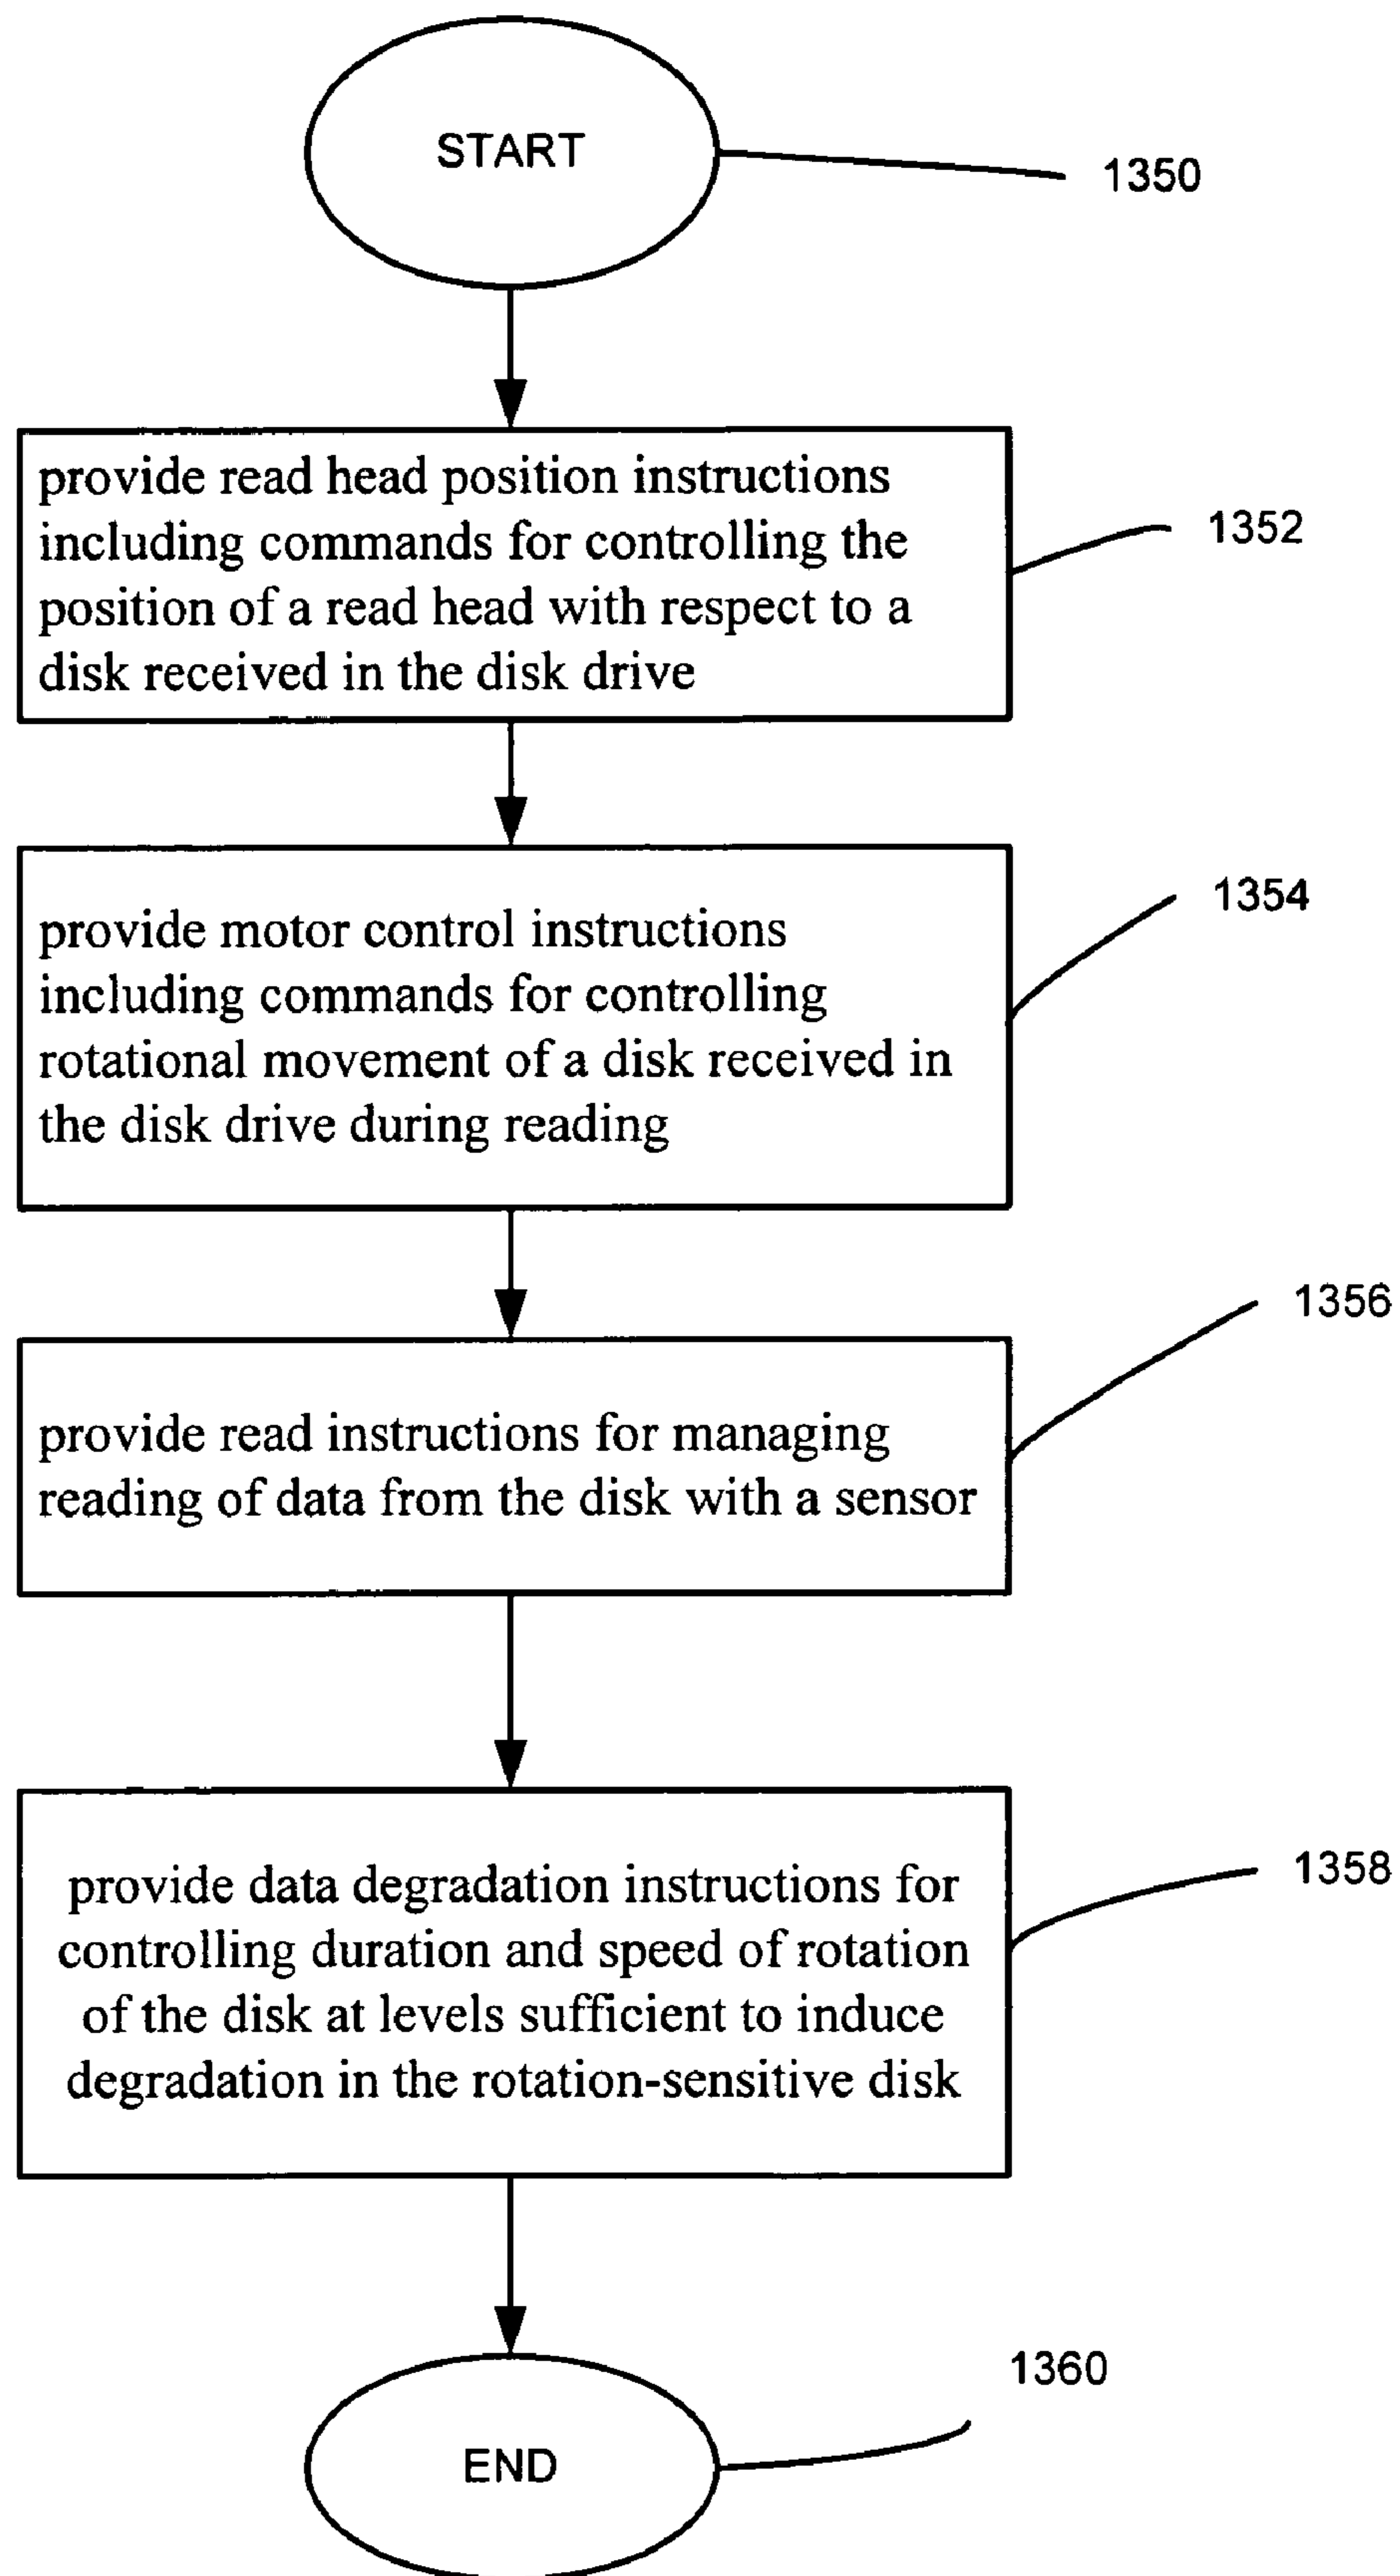 START
1350
provide read head position instructions
including commands for controlling the
position of a read head with respect to a
disk received in the disk drive
1352
provide motor control instructions
including commands for controlling
rotational movement of a disk received in
the disk drive during reading
1354
provide read instructions for managing
reading of data from the disk with a sensor
1356
provide data degradation instructions for
controlling duration and speed of rotation
of the disk at levels sufficient to induce
degradation in the rotation-sensitive disk
1358
END
1360